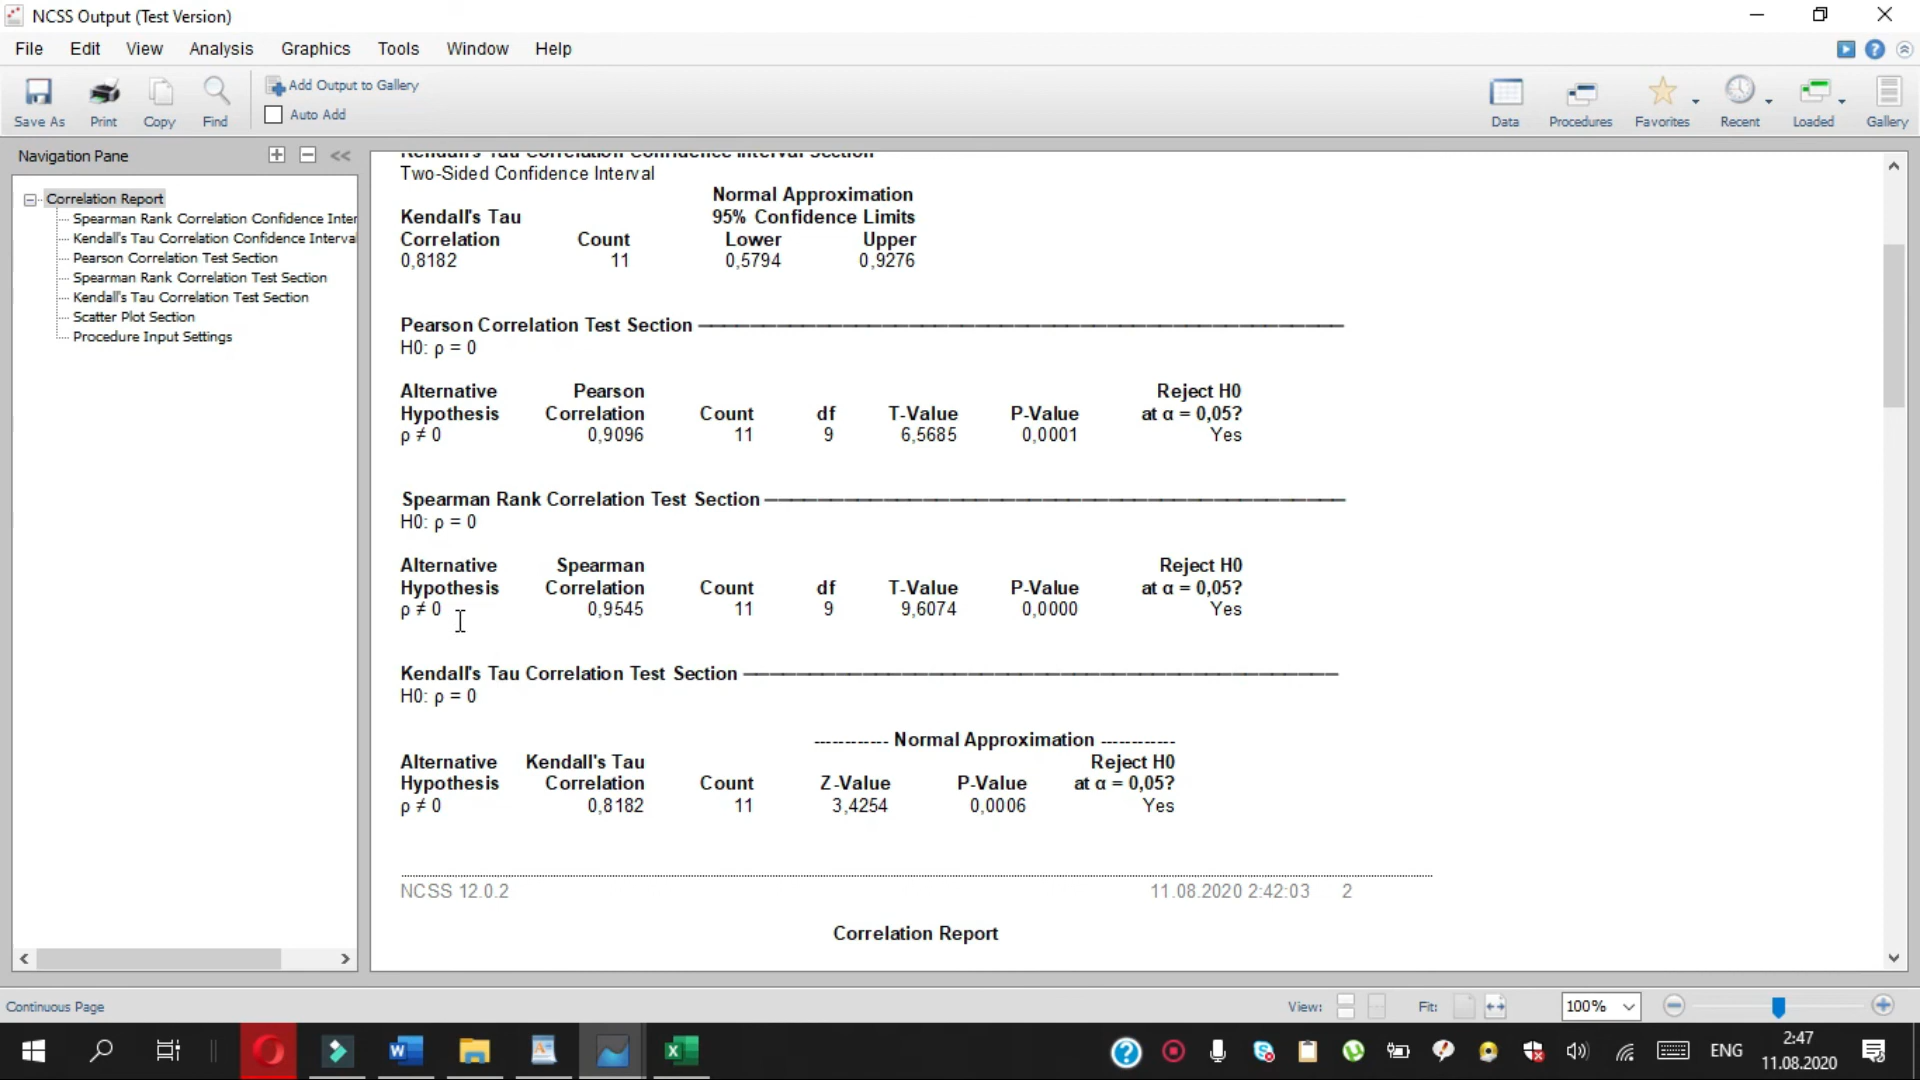 NCSS Output (Test Version)
File Edit View Analysis Graphics Tools Window Help
Save As Print Copy Find
Add Output to Gallery
Auto Add
Data Procedures Favorites Recent Loaded Gallery
Navigation Pane
Correlation Report
Spearman Rank Correlation Confidence Inter
Kendall's Tau Correlation Confidence Interva
Pearson Correlation Test Section
Spearman Rank Correlation Test Section
Kendall's Tau Correlation Test Section
Scatter Plot Section
Procedure Input Settings
Kendall's Tau Correlation Confidence Interval Section
Two-Sided Confidence Interval
Normal Approximation
Kendall's Tau 95% Confidence Limits
Correlation Count Lower Upper
0,8182 11 0,5794 0,9276
Pearson Correlation Test Section
H0: ρ = 0
Alternative Pearson Reject H0
Hypothesis Correlation Count df T-Value P-Value at α = 0,05?
ρ ≠ 0 0,9096 11 9 6,5685 0,0001 Yes
Spearman Rank Correlation Test Section
H0: ρ = 0
Alternative Spearman Reject H0
Hypothesis Correlation Count df T-Value P-Value at α = 0,05?
ρ ≠ 0 0,9545 11 9 9,6074 0,0000 Yes
Kendall's Tau Correlation Test Section
H0: ρ = 0
------------ Normal Approximation ------------
Alternative Kendall's Tau Reject H0
Hypothesis Correlation Count Z-Value P-Value at α = 0,05?
ρ ≠ 0 0,8182 11 3,4254 0,0006 Yes
NCSS 12.0.2 11.08.2020 2:42:03 2
Correlation Report
Continuous Page View: Fit: 100%
ENG
2:47
11.08.2020